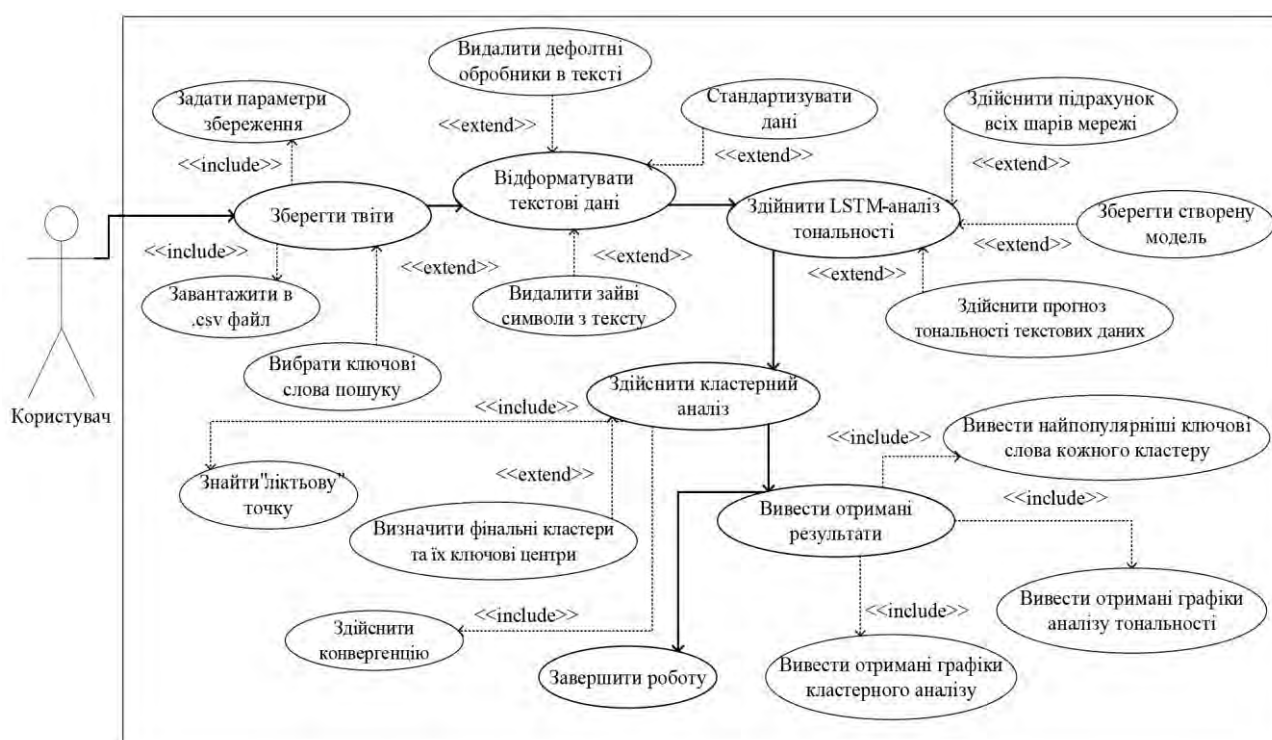 Видалити дефолтні
обробники в тексті
Задати параметри
збереження
<<extend>>
Стандартизувати
дані
Здійснити підрахунок
всіх шарів мережі
<<include>>
<<extend>>
<<extend>>
Зберегти твіти
Відформатувати
текстові дані
Здійнити LSTM-аналіз
тональності
Зберегти створену
модель
<<include>>
<<extend>>
<<extend>>
<<extend>>
<<extend>>
Завантажити в
.csv файл
Видалити зайві
символи з тексту
Здійснити прогноз
тональності текстових даних
Вибрати ключові
слова пошуку
Користувач
Здійснити кластерний
аналіз
<<include>>
<<include>>
Вивести найпопулярніші ключові
слова кожного кластеру
<<extend>>
Знайти"ліктьову"
точку
<<include>>
Визначити фінальні кластери
та їх ключові центри
Вивести отримані
результати
<<include>>
<<include>>
Вивести отримані графіки
аналізу тональності
Здійснити
конвергенцію
Завершити роботу
Вивести отримані графіки
кластерного аналізу